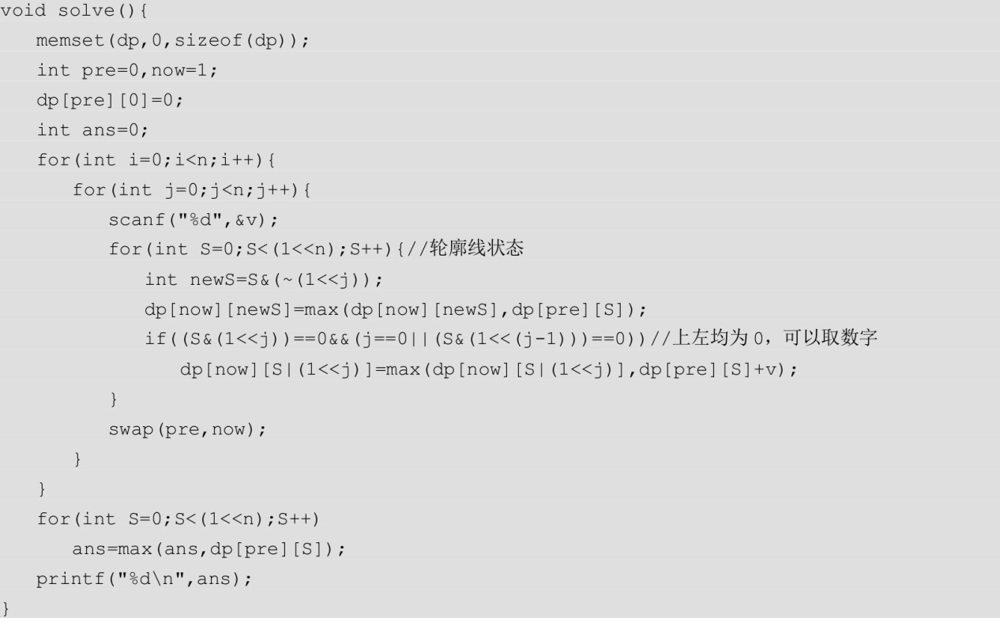 void solve(){
    memset(dp,0,sizeof(dp));
    int pre=0,now=1;
    dp[pre][0]=0;
    int ans=0;
    for(int i=0;i<n;i++){
        for(int j=0;j<n;j++){
            scanf("%d",&v);
            for(int S=0;S<(1<<n);S++){//轮廓线状态
                int newS=S&(~(1<<j));
                dp[now][newS]=max(dp[now][newS],dp[pre][S]);
                if((S&(1<<j))==0&&(j==0||(S&(1<<(j-1)))==0))//上左均为 0，可以取数字
                    dp[now][S|(1<<j)]=max(dp[now][S|(1<<j)],dp[pre][S]+v);
            }
            swap(pre,now);
        }
    }
    for(int S=0;S<(1<<n);S++)
        ans=max(ans,dp[pre][S]);
    printf("%d\n",ans);
}